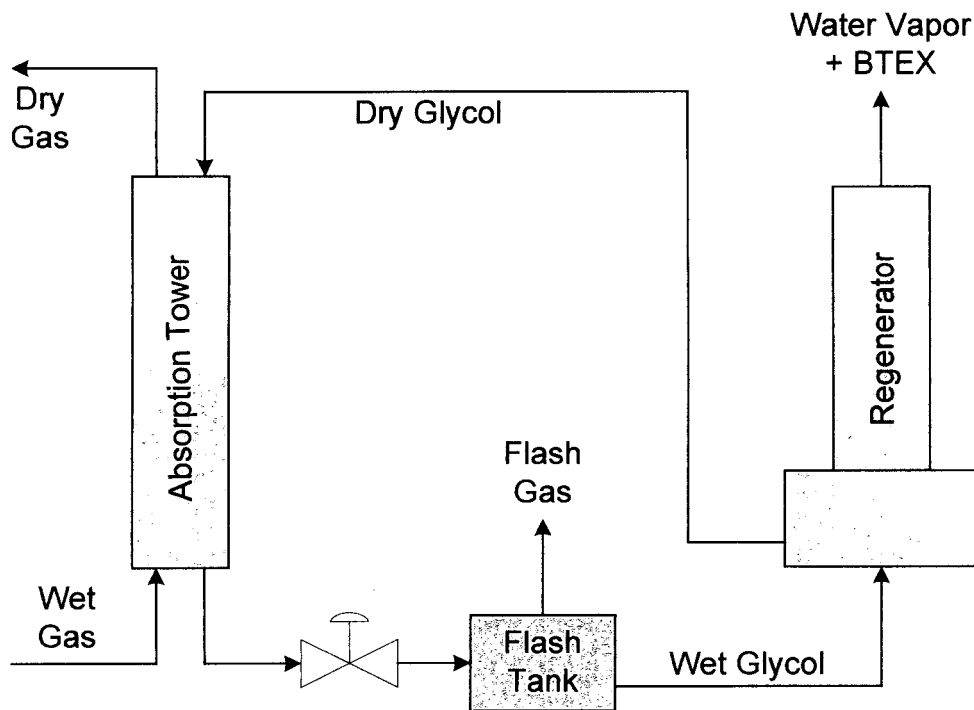 Water Vapor
+ BTEX
Dry
Gas
Dry Glycol
Absorption Tower
Regenerator
Flash
Gas
Wet
Gas
Flash
Tank
Wet Glycol